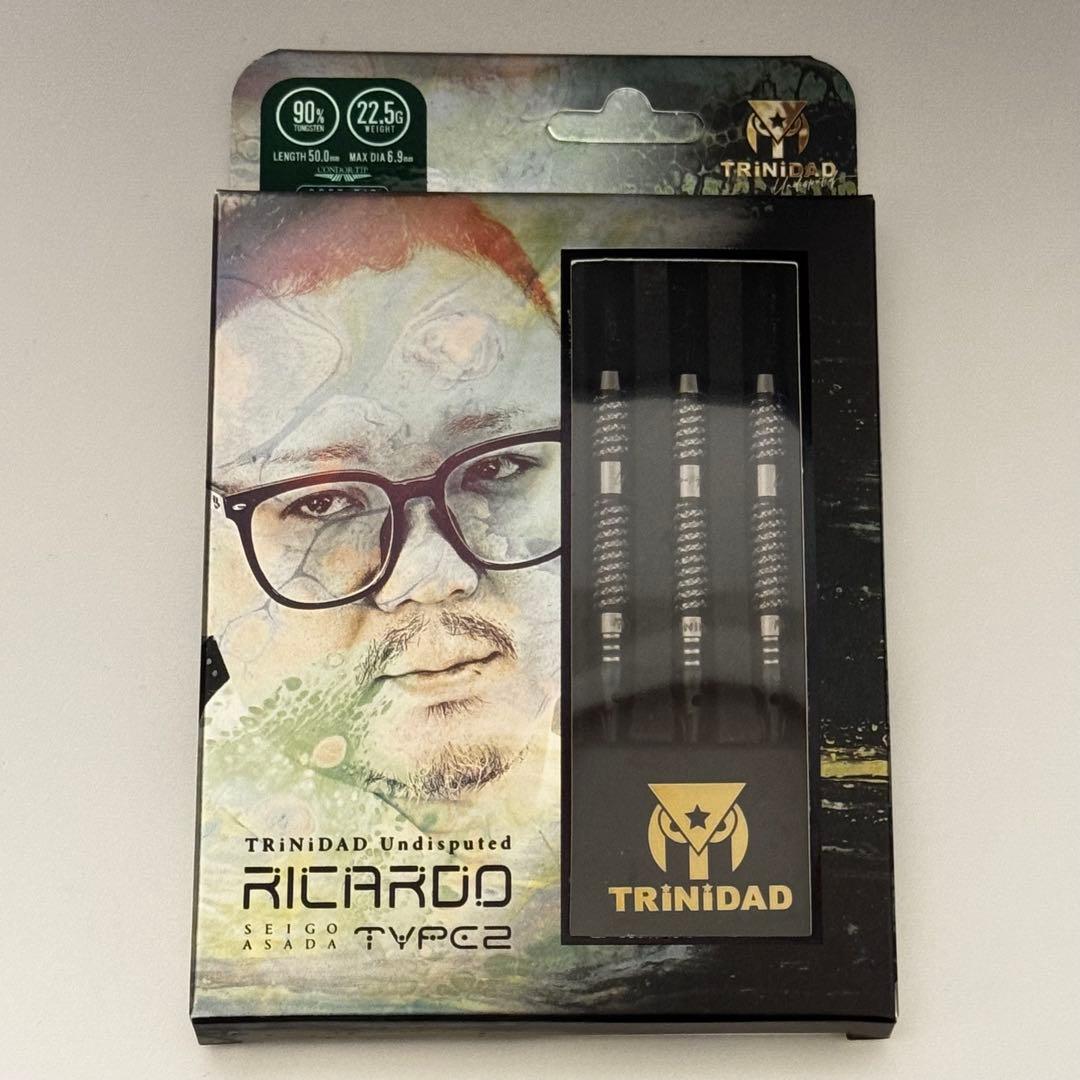 90% TUNGSTEN
22.5G WEIGHT
LENGTH 50.0mm MAX DIA 6.9mm
CONDOR TIP
TRiNiDAD
Undisputed
TRiNiDAD Undisputed
RICARDO
SEIGO ASADA
TYPE2
TRiNiDAD